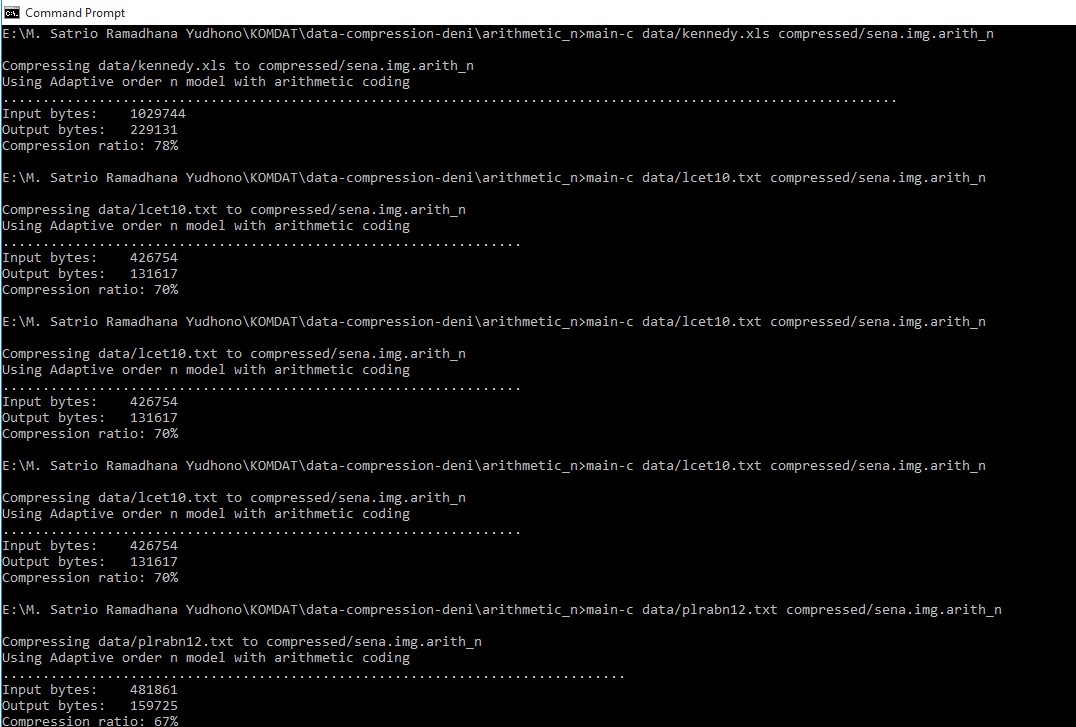 Command Prompt
E:\M. Satrio Ramadhana Yudhono\KOMDAT\data-compression-deni\arithmetic_n>main-c data/kennedy.xls compressed/sena.img.arith_n
Compressing data/kennedy.xls to compressed/sena.img.arith_n
Using Adaptive order n model with arithmetic coding
................................................................................................................
Input bytes:    1029744
Output bytes:   229131
Compression ratio: 78%
E:\M. Satrio Ramadhana Yudhono\KOMDAT\data-compression-deni\arithmetic_n>main-c data/lcet10.txt compressed/sena.img.arith_n
Compressing data/lcet10.txt to compressed/sena.img.arith_n
Using Adaptive order n model with arithmetic coding
.................................................................
Input bytes:    426754
Output bytes:   131617
Compression ratio: 70%
E:\M. Satrio Ramadhana Yudhono\KOMDAT\data-compression-deni\arithmetic_n>main-c data/lcet10.txt compressed/sena.img.arith_n
Compressing data/lcet10.txt to compressed/sena.img.arith_n
Using Adaptive order n model with arithmetic coding
.................................................................
Input bytes:    426754
Output bytes:   131617
Compression ratio: 70%
E:\M. Satrio Ramadhana Yudhono\KOMDAT\data-compression-deni\arithmetic_n>main-c data/lcet10.txt compressed/sena.img.arith_n
Compressing data/lcet10.txt to compressed/sena.img.arith_n
Using Adaptive order n model with arithmetic coding
.................................................................
Input bytes:    426754
Output bytes:   131617
Compression ratio: 70%
E:\M. Satrio Ramadhana Yudhono\KOMDAT\data-compression-deni\arithmetic_n>main-c data/plrabn12.txt compressed/sena.img.arith_n
Compressing data/plrabn12.txt to compressed/sena.img.arith_n
Using Adaptive order n model with arithmetic coding
..............................................................................
Input bytes:    481861
Output bytes:   159725
Compression ratio: 67%